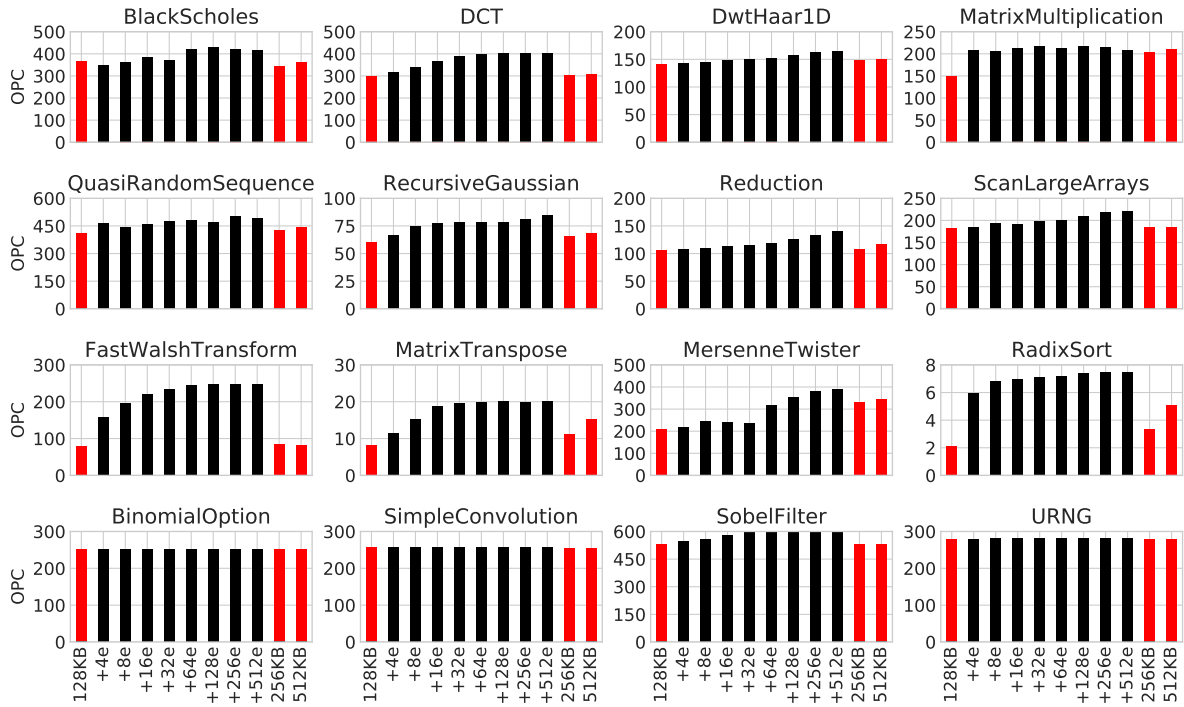 BlackScholes DCT DwtHaar1D MatrixMultiplication
500 500 200 250
400 400 150 200
300 300 100 150
200 200 50 100
100 100 0 50
0 0 0
OPC
QuasiRandomSequence RecursiveGaussian Reduction ScanLargeArrays
600 100 200 250
450 75 150 200
300 50 100 150
150 25 50 100
0 0 0 50
0
OPC
FastWalshTransform MatrixTranspose MersenneTwister RadixSort
300 30 500 8
200 20 400 6
100 10 300 4
0 0 200 2
100 0
0
OPC
BinomialOption SimpleConvolution SobelFilter URNG
300 300 600 300
200 200 450 200
100 100 300 100
0 0 150 0
0
OPC
128KB +4e +8e +16e +32e +64e +128e +256e +512e 256KB 512KB
128KB +4e +8e +16e +32e +64e +128e +256e +512e 256KB 512KB
128KB +4e +8e +16e +32e +64e +128e +256e +512e 256KB 512KB
128KB +4e +8e +16e +32e +64e +128e +256e +512e 256KB 512KB